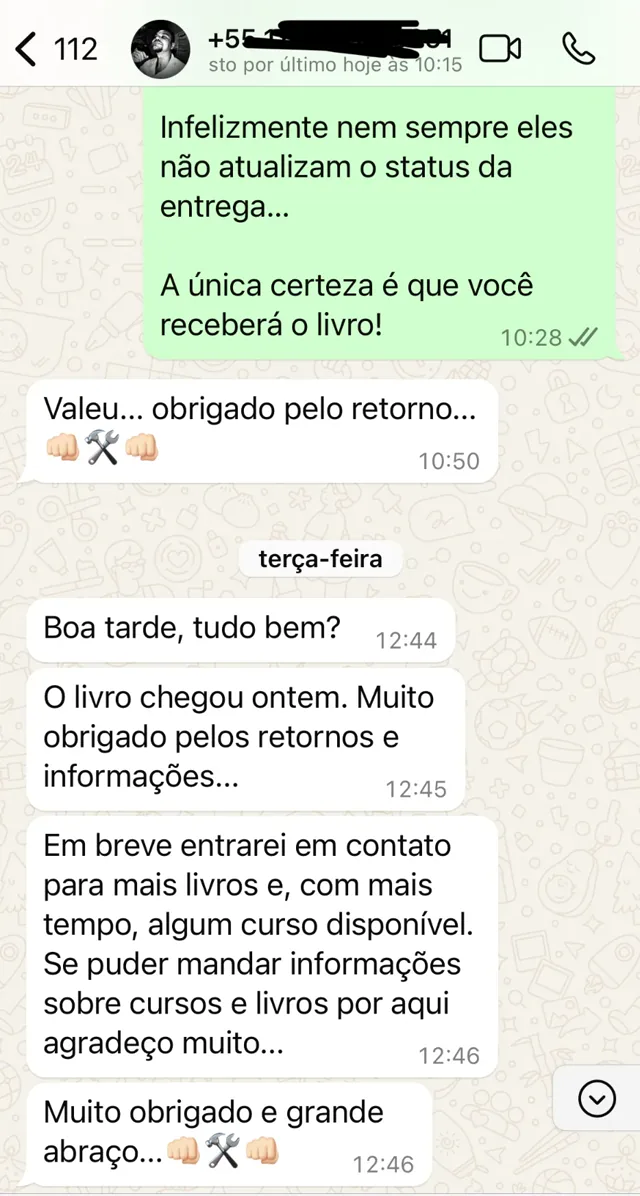 112
+55
sto por último hoje às 10:15
Infelizmente nem sempre eles
não atualizam o status da
entrega...
A única certeza é que você
receberá o livro!
10:28
Valeu... obrigado pelo retorno...
👊🏻🛠️👊🏻
10:50
terça-feira
Boa tarde, tudo bem?
12:44
O livro chegou ontem. Muito
obrigado pelos retornos e
informações...
12:45
Em breve entrarei em contato
para mais livros e, com mais
tempo, algum curso disponível.
Se puder mandar informações
sobre cursos e livros por aqui
agradeço muito...
12:46
Muito obrigado e grande
abraço...👊🏻🛠️👊🏻
12:46